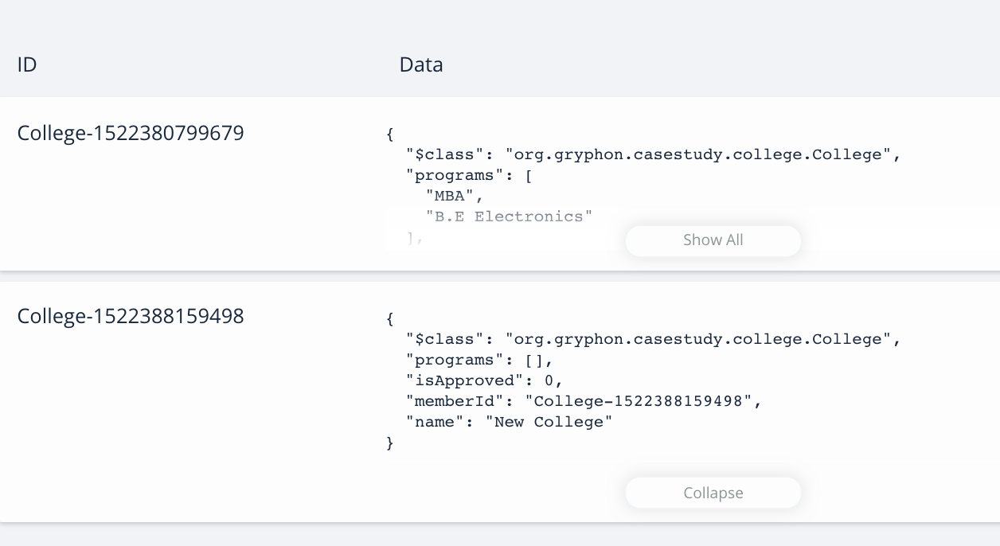 ID Data
College-1522380799679
{
"$class": "org.gryphon.casestudy.college.College",
"programs": [
"MBA",
"B.E Electronics"
],
Show All
College-1522388159498
{
"$class": "org.gryphon.casestudy.college.College",
"programs": [],
"isApproved": 0,
"memberId": "College-1522388159498",
"name": "New College"
}
Collapse